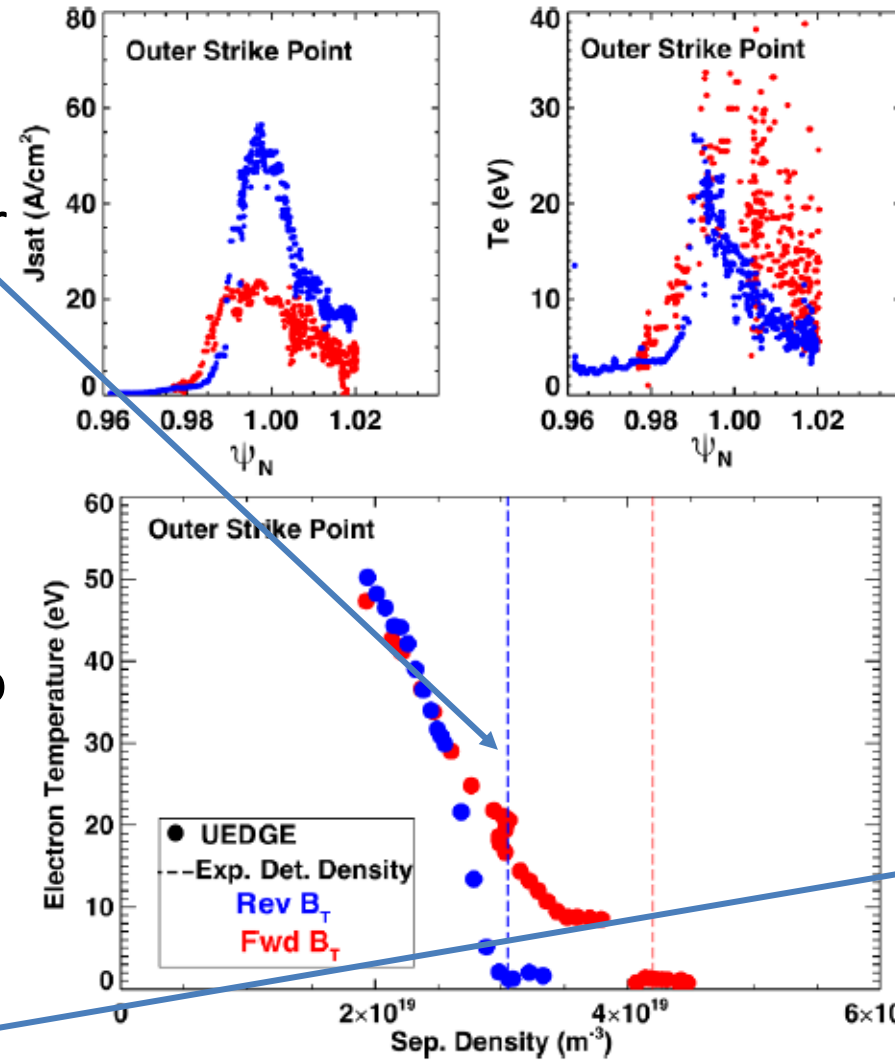 80
60
40
20
0
Jsat (A/cm²)
Outer Strike Point
0.96 0.98 1.00 1.02
ψN
40
30
20
10
0
Te (eV)
Outer Strike Point
0.96 0.98 1.00 1.02
ψN
60
50
40
30
20
10
0
Electron Temperature (eV)
Outer Strike Point
UEDGE
---Exp. Det. Density
Rev BT
Fwd BT
0 2×10¹⁹ 4×10¹⁹
Sep. Density (m⁻³)